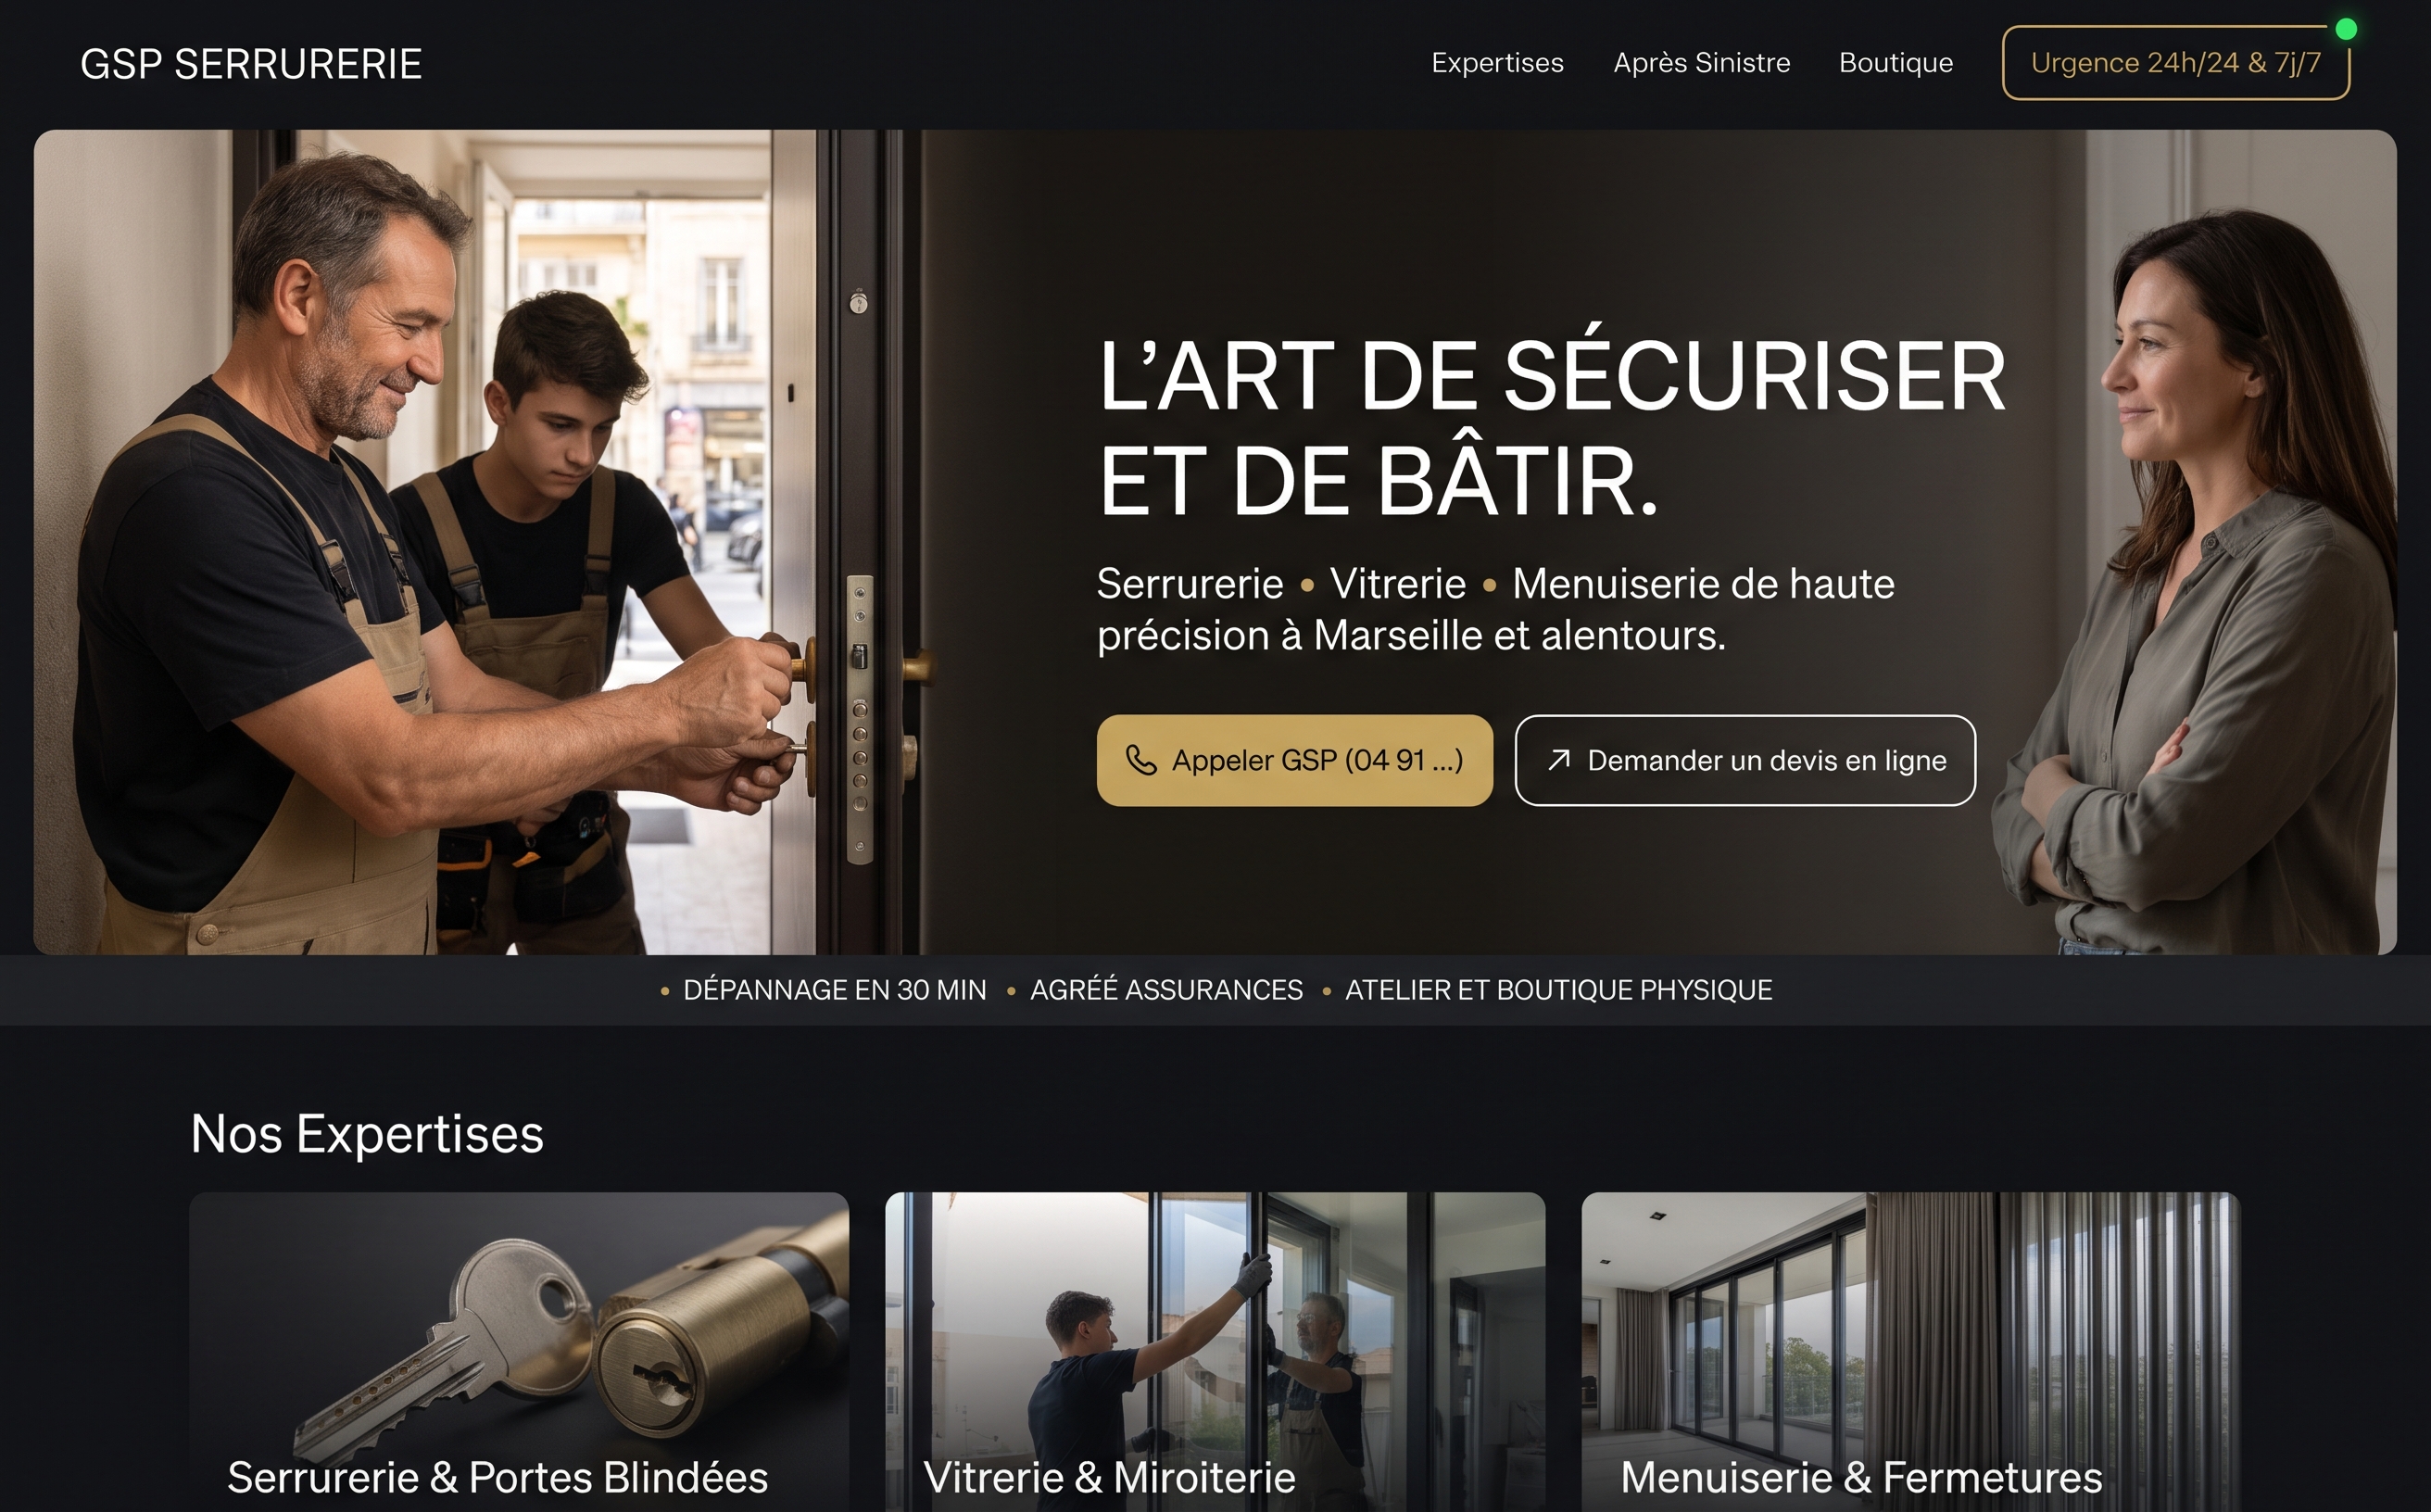 GSP SERRURERIE
Expertises
Après Sinistre
Boutique
Urgence 24h/24 & 7j/7
L’ART DE SÉCURISER
ET DE BÂTIR.
Serrurerie • Vitrerie • Menuiserie de haute
précision à Marseille et alentours.
Appeler GSP (04 91 ...)
Demander un devis en ligne
• DÉPANNAGE EN 30 MIN • AGRÉÉ ASSURANCES • ATELIER ET BOUTIQUE PHYSIQUE
Nos Expertises
Serrurerie & Portes Blindées
Vitrerie & Miroiterie
Menuiserie & Fermetures